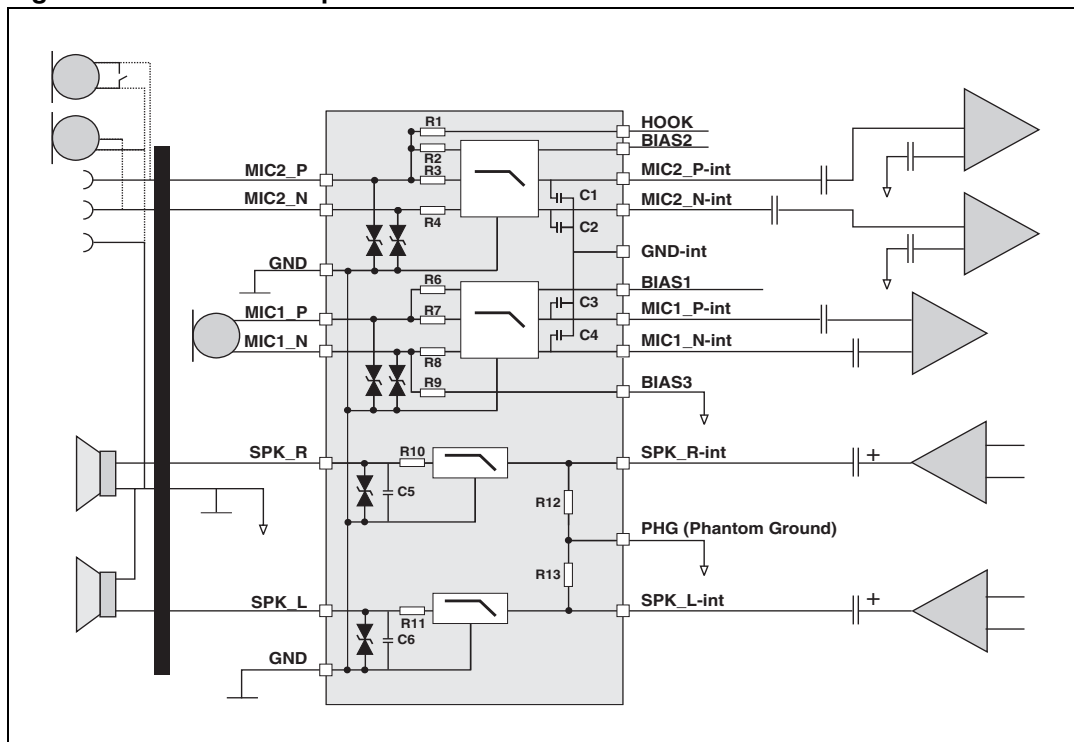 R1
HOOK
BIAS2
R2
MIC2_P
R3
MIC2_P-int
C1
MIC2_N
R4
MIC2_N-int
C2
GND
GND-int
R6
BIAS1
C3
MIC1_P
R7
MIC1_P-int
C4
MIC1_N
R8
MIC1_N-int
R9
BIAS3
SPK_R
R10
SPK_R-int
+
C5
R12
PHG (Phantom Ground)
R13
SPK_L
R11
SPK_L-int
+
C6
GND